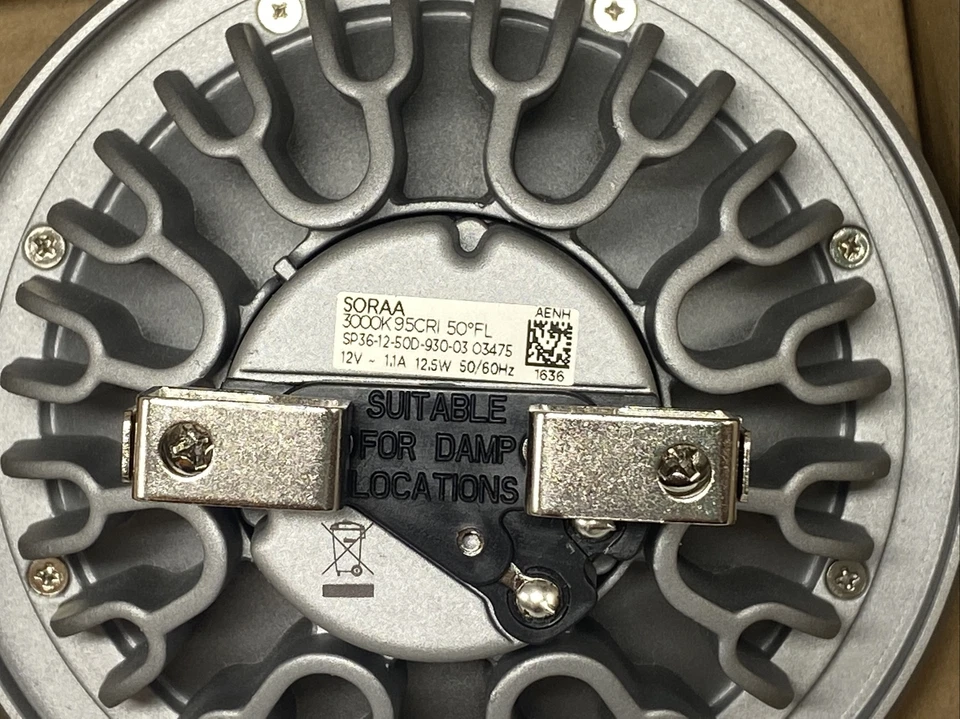 SORAA
3000K 95CRI 50°FL
SP36-12-50D-930-03 03475
12V ~ 1.1A 12.5W 50/60Hz
AENH
1636
SUITABLE
FOR DAMP
LOCATIONS